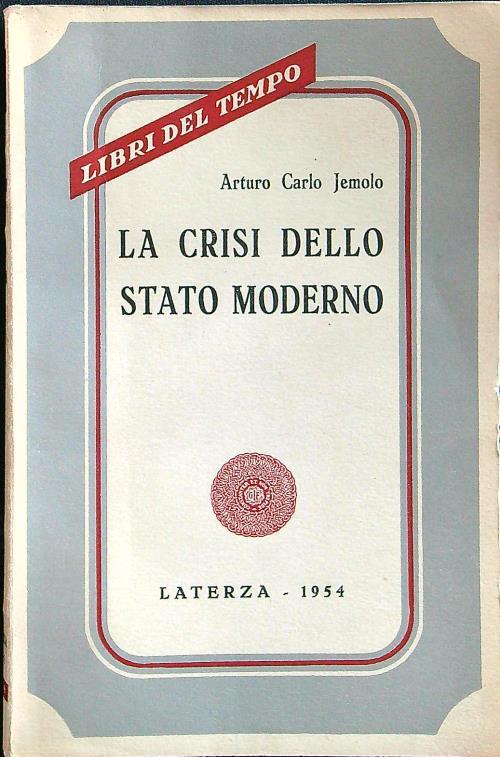 LIBRI DEL TEMPO
Arturo Carlo Jemolo
LA CRISI DELLO
STATO MODERNO
LATERZA - 1954